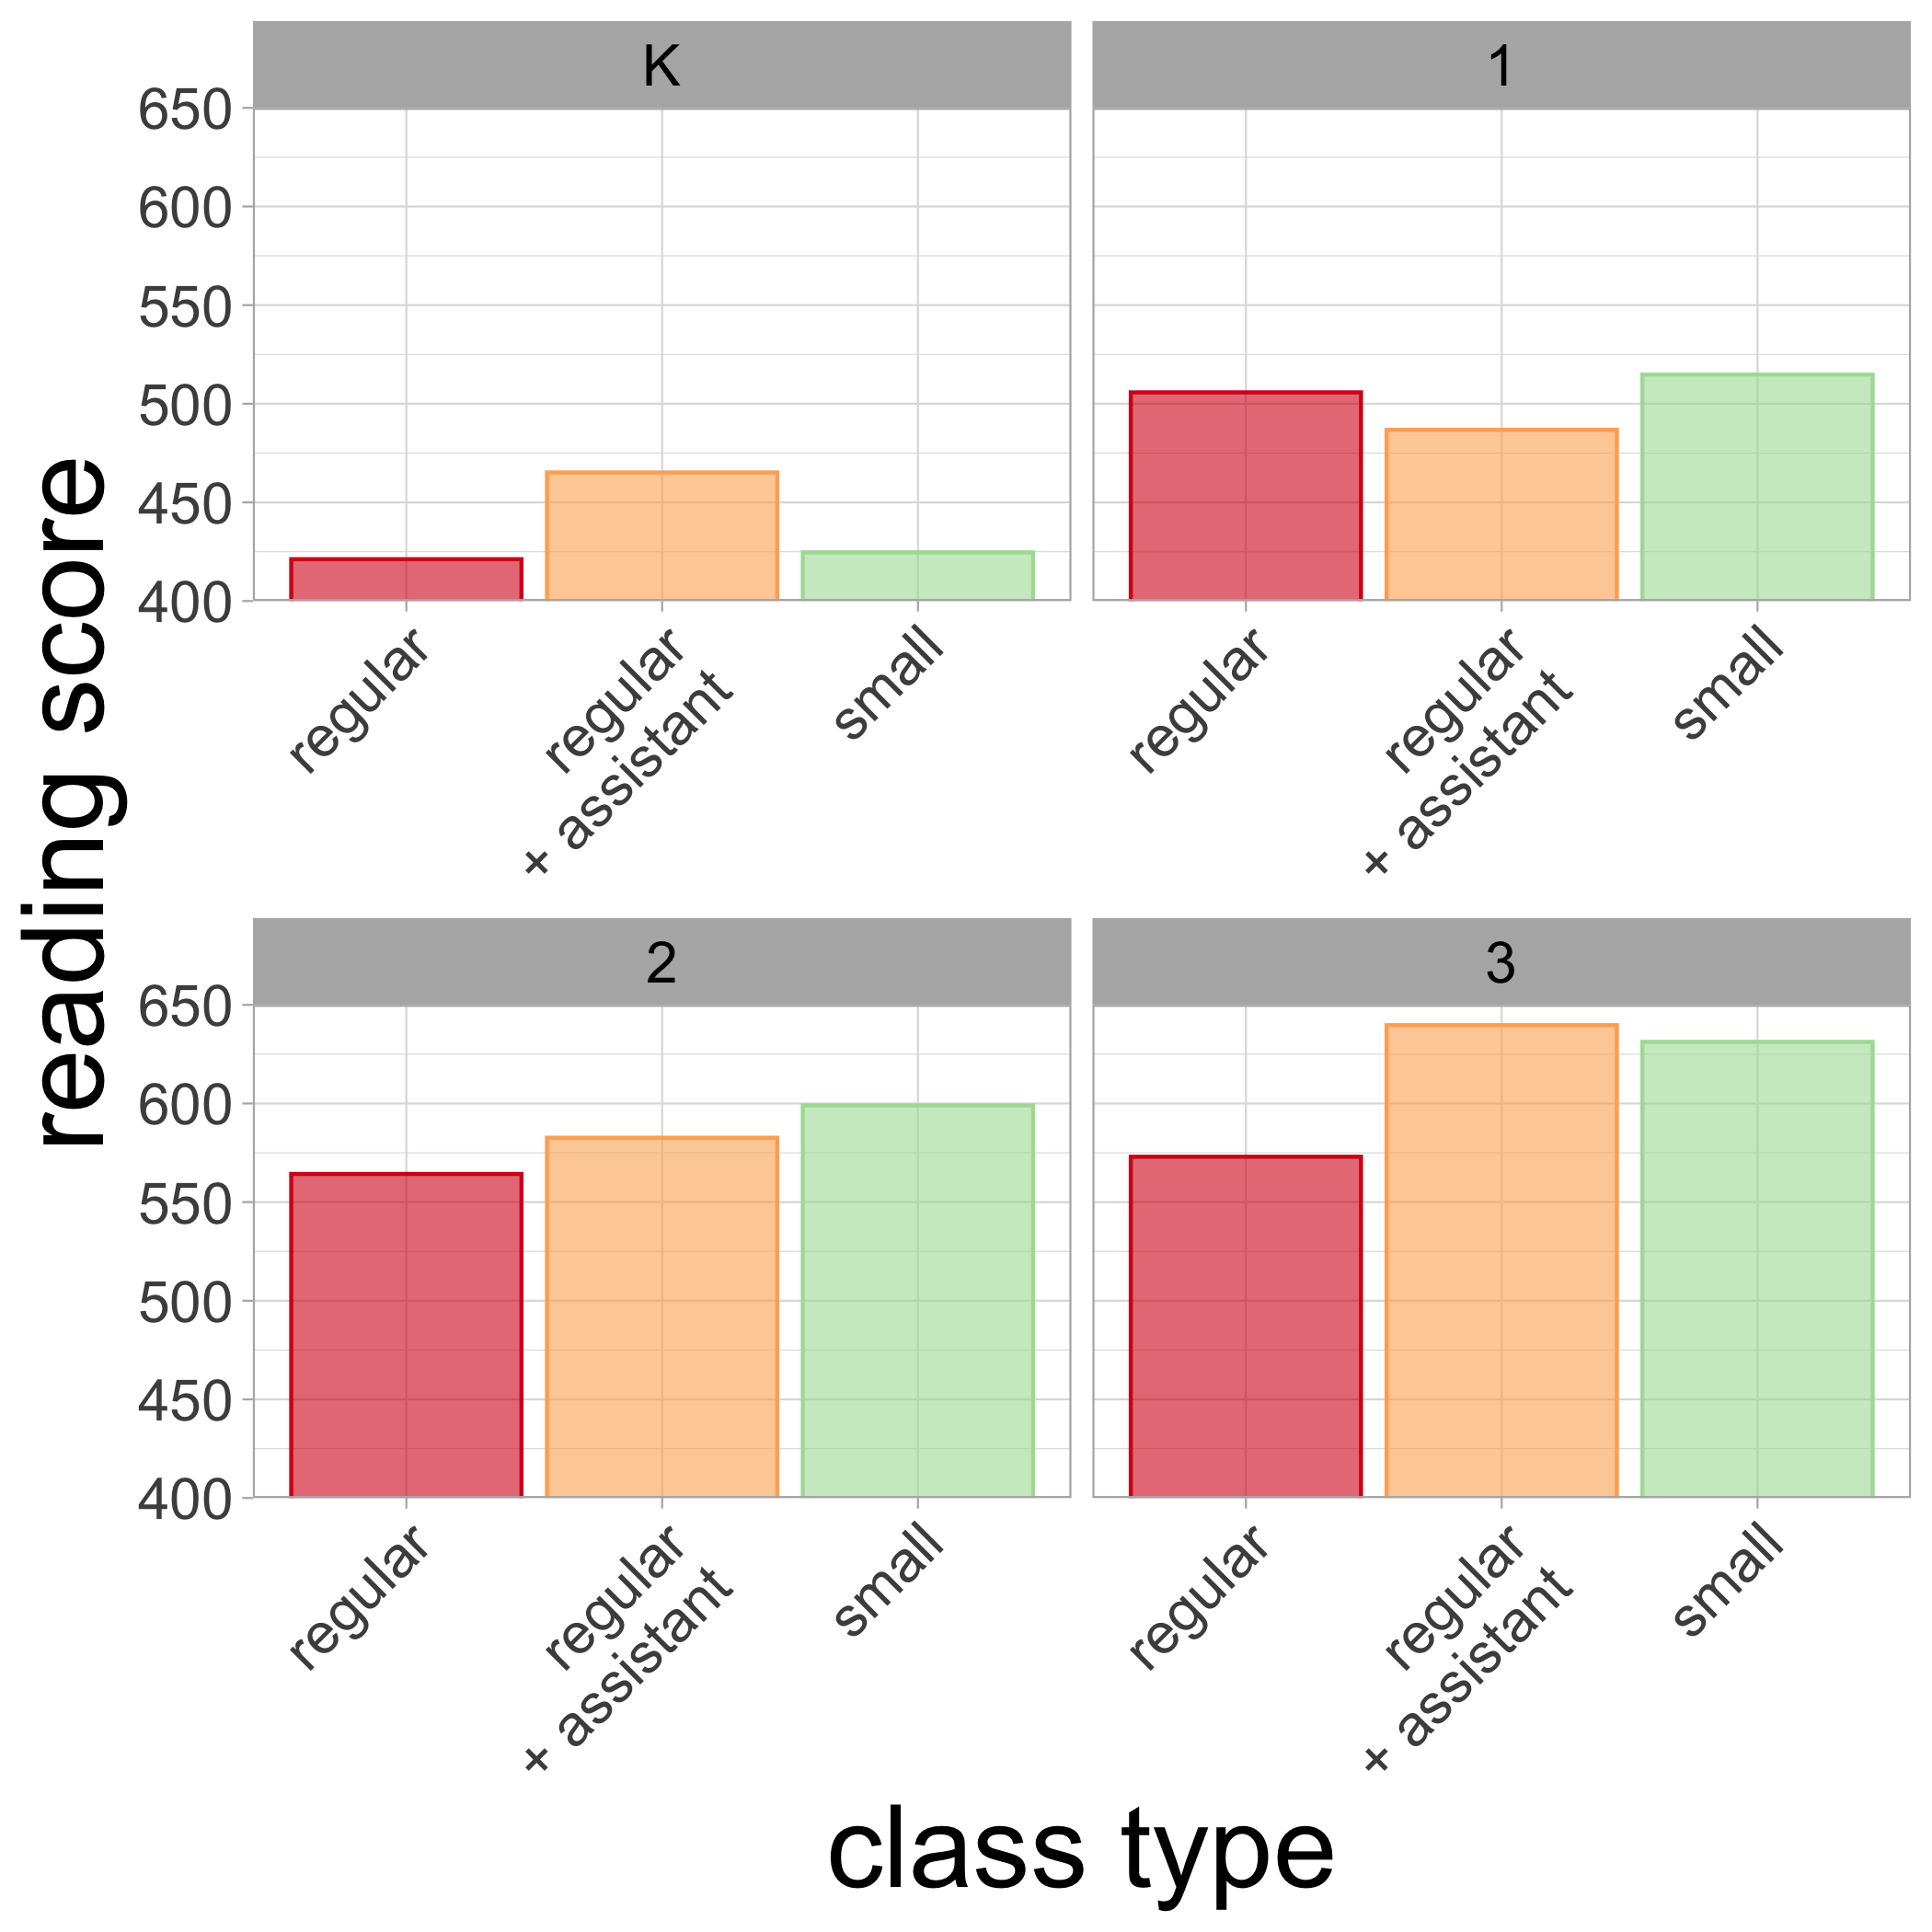 K
1
650
600
550
500
450
400
regular
regular
+ assistant
small
regular
regular
+ assistant
small
reading score
2
3
650
600
550
500
450
400
regular
regular
+ assistant
small
regular
regular
+ assistant
small
class type